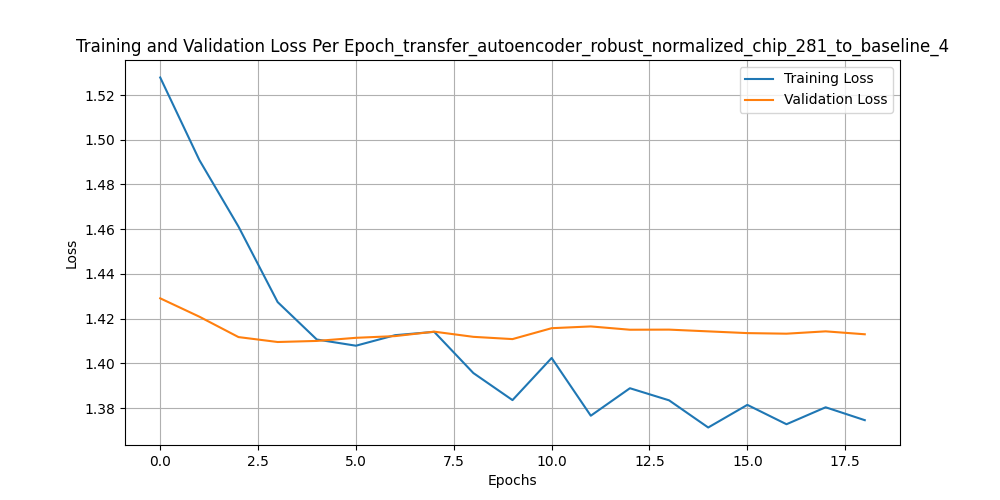 Training and Validation Loss Per Epoch_transfer_autoencoder_robust_normalized_chip_281_to_baseline_4
Training Loss
Validation Loss
1.52
1.50
1.48
1.46
1.44
1.42
1.40
1.38
Loss
0.0 2.5 5.0 7.5 10.0 12.5 15.0 17.5
Epochs